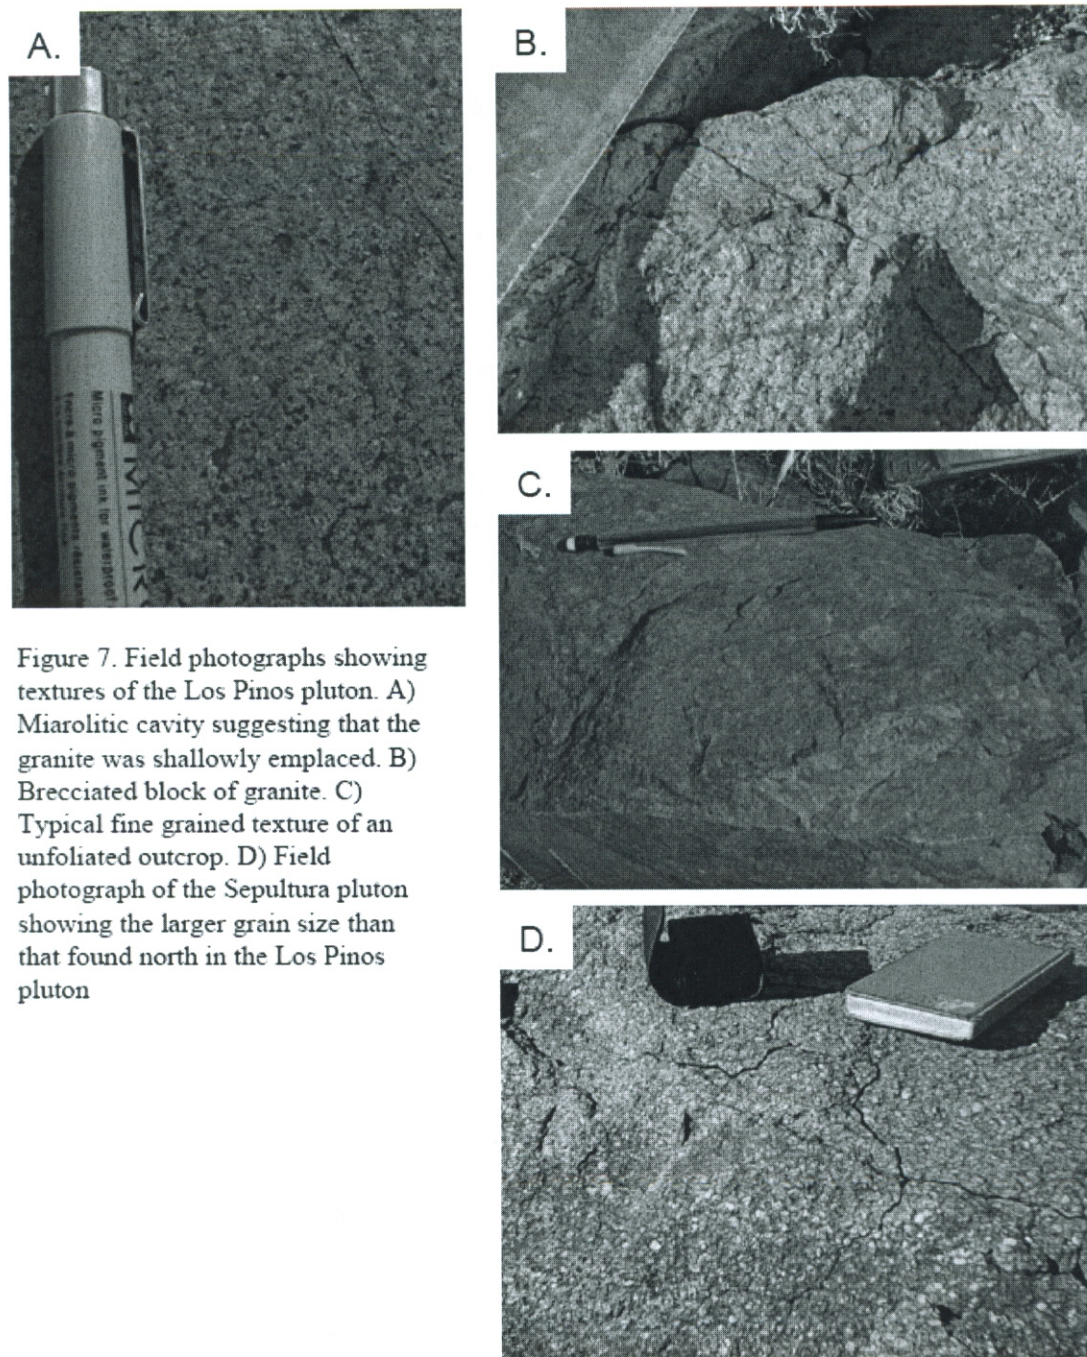 A.
B.
Micro pigment ink for waterproof
MICR
C.
Figure 7. Field photographs showing
textures of the Los Pinos pluton. A)
Miarolitic cavity suggesting that the
granite was shallowly emplaced. B)
Brecciated block of granite. C)
Typical fine grained texture of an
unfoliated outcrop. D) Field
photograph of the Sepultura pluton
showing the larger grain size than
that found north in the Los Pinos
pluton
D.